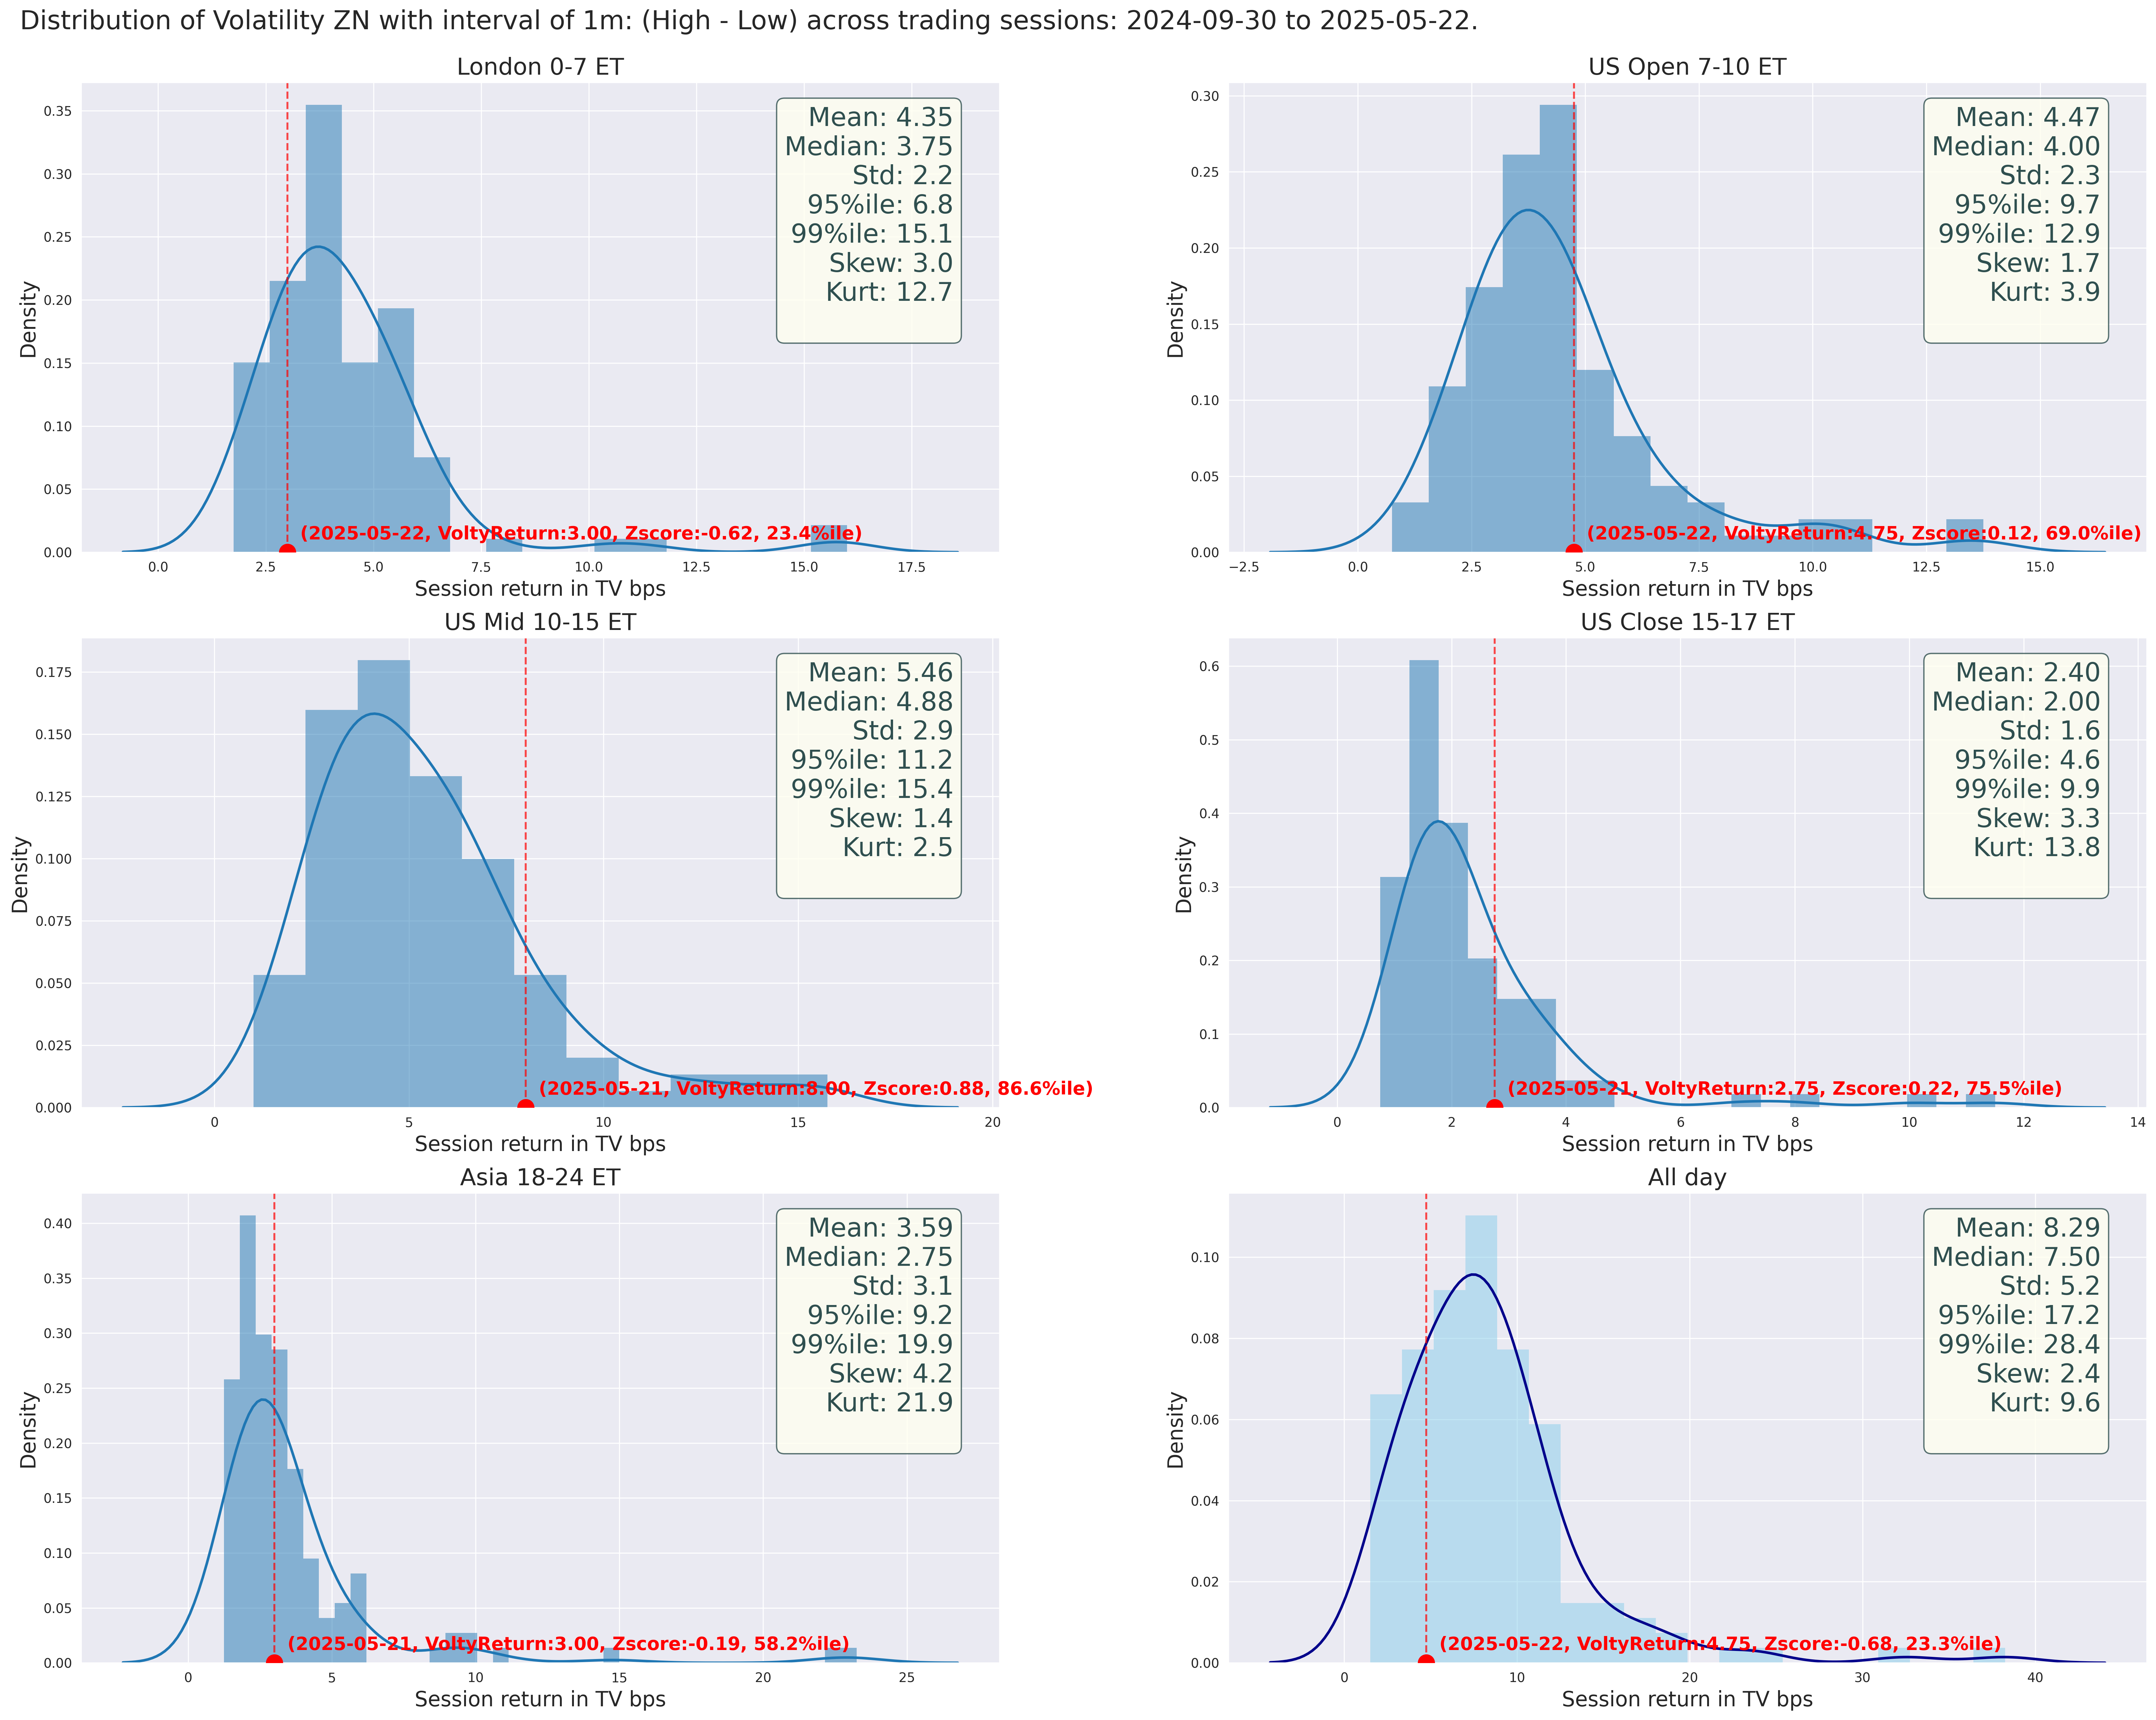 Distribution of Volatility ZN with interval of 1m: (High - Low) across trading sessions: 2024-09-30 to 2025-05-22.
London 0-7 ET
Mean: 4.35
Median: 3.75
Std: 2.2
95%ile: 6.8
99%ile: 15.1
Skew: 3.0
Kurt: 12.7
Density
0.35
0.30
0.25
0.20
0.15
0.10
0.05
0.00
(2025-05-22, VoltyReturn:3.00, Zscore:-0.62, 23.4%ile)
0.0 2.5 5.0 7.5 10.0 12.5 15.0 17.5
Session return in TV bps
US Open 7-10 ET
Mean: 4.47
Median: 4.00
Std: 2.3
95%ile: 9.7
99%ile: 12.9
Skew: 1.7
Kurt: 3.9
Density
0.30
0.25
0.20
0.15
0.10
0.05
0.00
(2025-05-22, VoltyReturn:4.75, Zscore:0.12, 69.0%ile)
−2.5 0.0 2.5 5.0 7.5 10.0 12.5 15.0
Session return in TV bps
US Mid 10-15 ET
Mean: 5.46
Median: 4.88
Std: 2.9
95%ile: 11.2
99%ile: 15.4
Skew: 1.4
Kurt: 2.5
Density
0.175
0.150
0.125
0.100
0.075
0.050
0.025
0.000
(2025-05-21, VoltyReturn:8.00, Zscore:0.88, 86.6%ile)
0 5 10 15 20
Session return in TV bps
US Close 15-17 ET
Mean: 2.40
Median: 2.00
Std: 1.6
95%ile: 4.6
99%ile: 9.9
Skew: 3.3
Kurt: 13.8
Density
0.6
0.5
0.4
0.3
0.2
0.1
0.0
(2025-05-21, VoltyReturn:2.75, Zscore:0.22, 75.5%ile)
0 2 4 6 8 10 12 14
Session return in TV bps
Asia 18-24 ET
Mean: 3.59
Median: 2.75
Std: 3.1
95%ile: 9.2
99%ile: 19.9
Skew: 4.2
Kurt: 21.9
Density
0.40
0.35
0.30
0.25
0.20
0.15
0.10
0.05
0.00
(2025-05-21, VoltyReturn:3.00, Zscore:-0.19, 58.2%ile)
0 5 10 15 20 25
Session return in TV bps
All day
Mean: 8.29
Median: 7.50
Std: 5.2
95%ile: 17.2
99%ile: 28.4
Skew: 2.4
Kurt: 9.6
Density
0.10
0.08
0.06
0.04
0.02
0.00
(2025-05-22, VoltyReturn:4.75, Zscore:-0.68, 23.3%ile)
0 10 20 30 40
Session return in TV bps